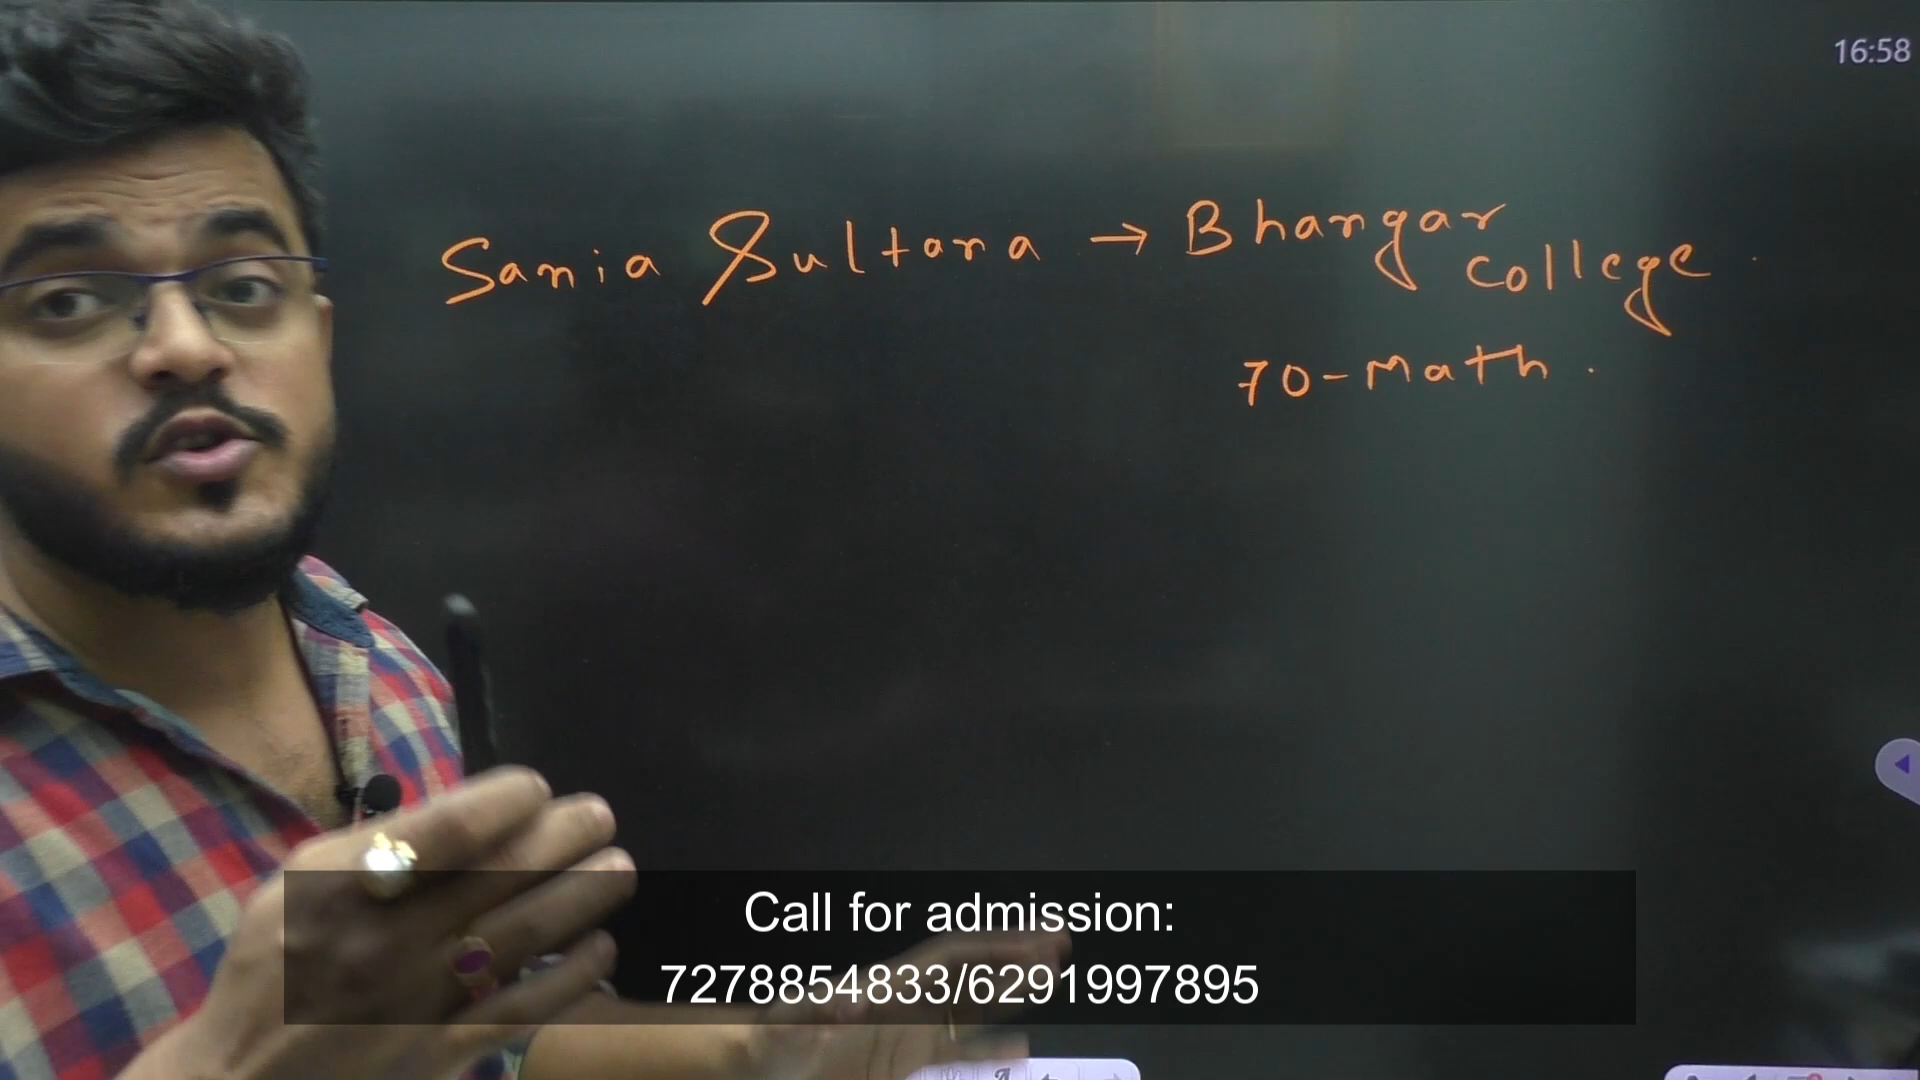 16:58
Sania Sultana → Bhangar
college.
70-Math.
Call for admission:
7278854833/6291997895